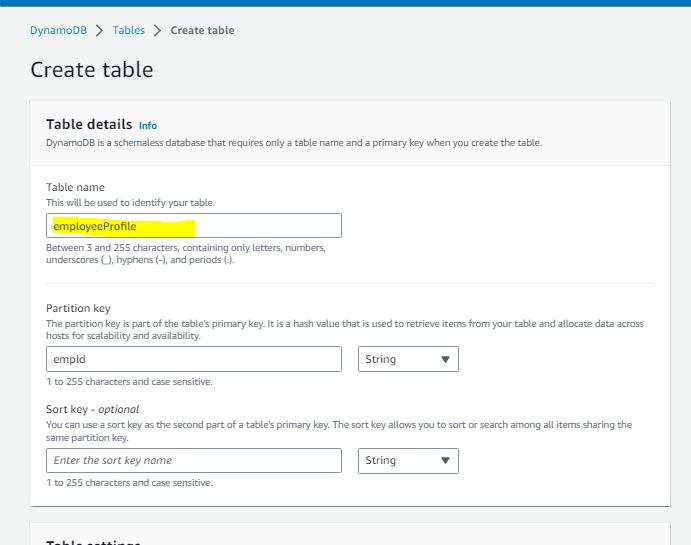 DynamoDB > Tables > Create table
Create table
Table details Info
DynamoDB is a schemaless database that requires only a table name and a primary key when you create the table.
Table name
This will be used to identify your table.
employeeProfile
Between 3 and 255 characters, containing only letters, numbers,
underscores (_), hyphens (-), and periods (.).
Partition key
The partition key is part of the table's primary key. It is a hash value that is used to retrieve items from your table and allocate data across
hosts for scalability and availability.
empId String
1 to 255 characters and case sensitive.
Sort key - optional
You can use a sort key as the second part of a table's primary key. The sort key allows you to sort or search among all items sharing the
same partition key.
Enter the sort key name String
1 to 255 characters and case sensitive.
Table settings